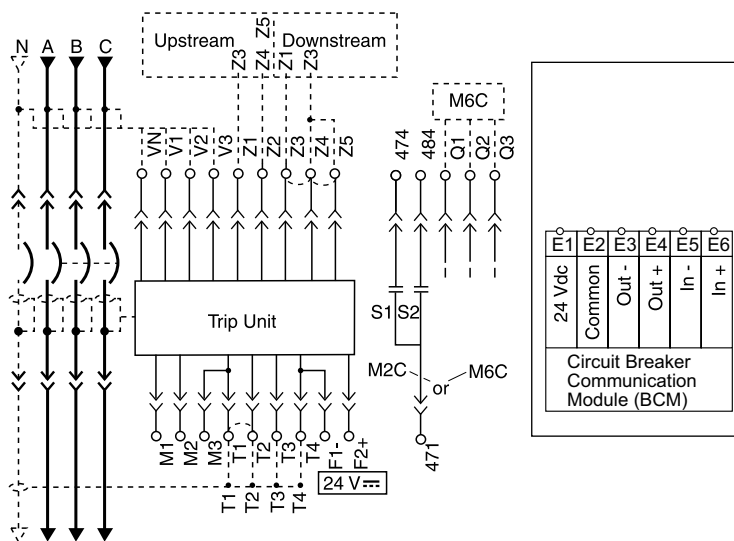 N A B C
Upstream Downstream
Z3 Z4 Z5 Z1 Z3
M6C
VN V1 V2 V3 Z1 Z2 Z3 Z4 Z5
474 484 Q1 Q2 Q3
E1 E2 E3 E4 E5 E6
24 Vdc
Common
Out -
Out +
In -
In +
Circuit Breaker
Communication
Module (BCM)
Trip Unit
S1 S2
M2C or M6C
M1 M2 M3 T1 T2 T3 T4 F1- F2+
471
24 V
T1 T2 T3 T4